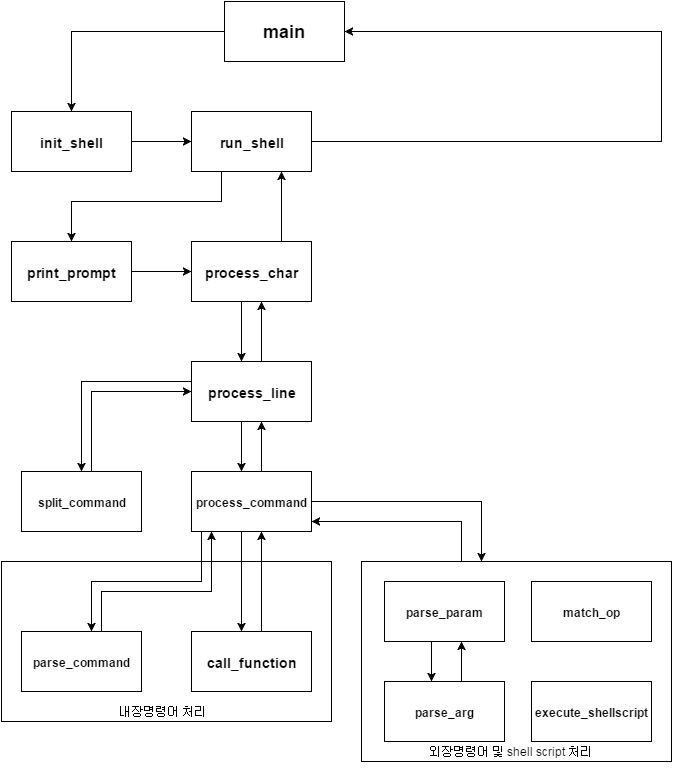 main
init_shell
run_shell
print_prompt
process_char
process_line
split_command
process_command
parse_param
match_op
parse_command
call_function
parse_arg
execute_shellscript
내장명령어 처리
외장명령어 및 shell script 처리